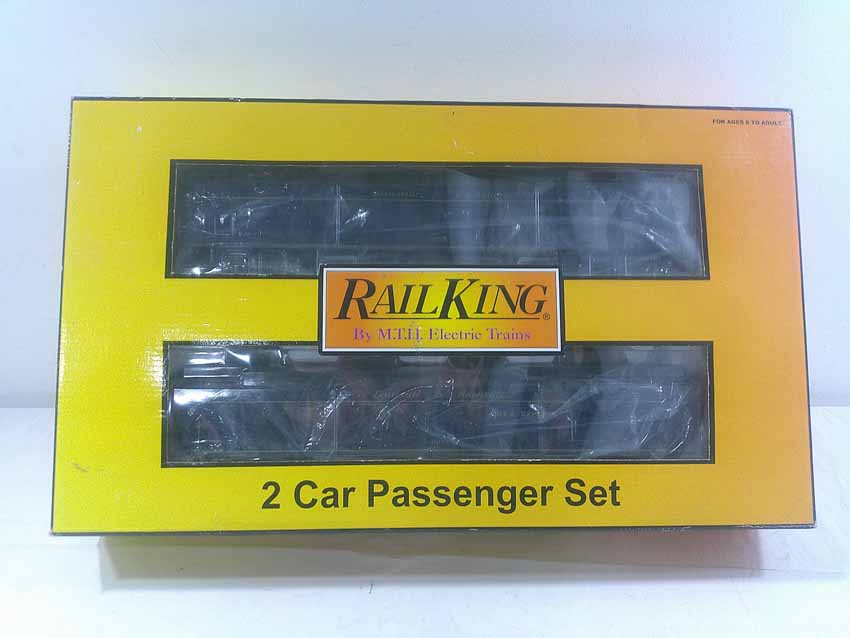 FOR AGES 8 TO ADULT
RAILKING®
By M.T.H. Electric Trains
2 Car Passenger Set